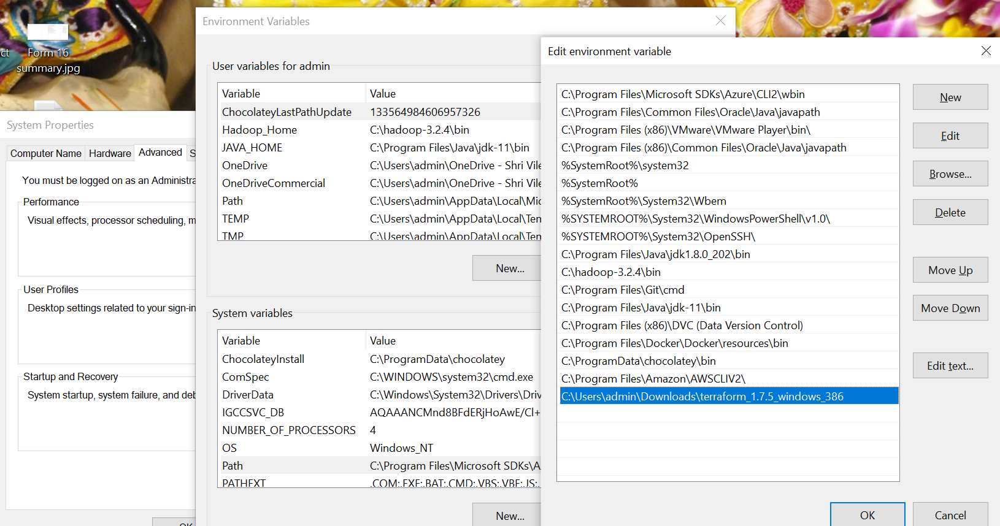 ct
Form 16
summary.jpg
System Properties
Computer Name
Hardware
Advanced
S
You must be logged on as an Administra
Performance
Visual effects, processor scheduling, m
User Profiles
Desktop settings related to your sign-in
Startup and Recovery
System startup, system failure, and deb
OK
Environment Variables
User variables for admin
Variable Value
ChocolateyLastPathUpdate 133564984606957326
Hadoop_Home C:\hadoop-3.2.4\bin
JAVA_HOME C:\Program Files\Java\jdk-11\bin
OneDrive C:\Users\admin\OneDrive - Shri Vile
OneDriveCommercial C:\Users\admin\OneDrive - Shri Vile
Path C:\Users\admin\AppData\Local\Mic
TEMP C:\Users\admin\AppData\Local\Ten
TMP C:\Users\admin\AppData\Local\Ten
New...
System variables
Variable Value
ChocolateyInstall C:\ProgramData\chocolatey
ComSpec C:\WINDOWS\system32\cmd.exe
DriverData C:\Windows\System32\Drivers\Driv
IGCCSVC_DB AQAAANCMnd8BFdERjHoAwE/Cl+
NUMBER_OF_PROCESSORS 4
OS Windows_NT
Path C:\Program Files\Microsoft SDKs\A
PATHEXT .COM;.EXE;.BAT;.CMD;.VBS;.VBE;.JS;.
New...
Edit environment variable
C:\Program Files\Microsoft SDKs\Azure\CLI2\wbin
C:\Program Files\Common Files\Oracle\Java\javapath
C:\Program Files (x86)\VMware\VMware Player\bin\
C:\Program Files (x86)\Common Files\Oracle\Java\javapath
%SystemRoot%\system32
%SystemRoot%
%SystemRoot%\System32\Wbem
%SYSTEMROOT%\System32\WindowsPowerShell\v1.0\
%SYSTEMROOT%\System32\OpenSSH\
C:\Program Files\Java\jdk1.8.0_202\bin
C:\hadoop-3.2.4\bin
C:\Program Files\Git\cmd
C:\Program Files\Java\jdk-11\bin
C:\Program Files (x86)\DVC (Data Version Control)
C:\Program Files\Docker\Docker\resources\bin
C:\ProgramData\chocolatey\bin
C:\Program Files\Amazon\AWSCLIV2\
C:\Users\admin\Downloads\terraform_1.7.5_windows_386
New
Edit
Browse...
Delete
Move Up
Move Down
Edit text...
OK
Cancel